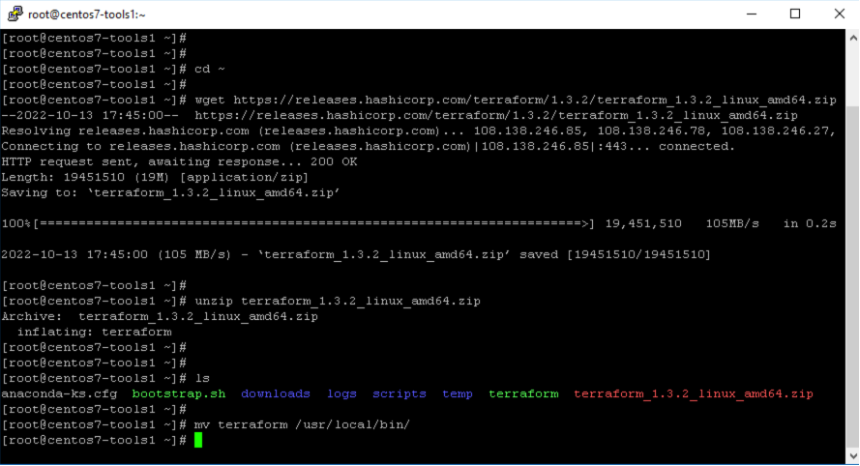 root@centos7-tools1:~
[root@centos7-tools1 ~]#
[root@centos7-tools1 ~]#
[root@centos7-tools1 ~]# cd ~
[root@centos7-tools1 ~]#
[root@centos7-tools1 ~]# wget https://releases.hashicorp.com/terraform/1.3.2/terraform_1.3.2_linux_amd64.zip
--2022-10-13 17:45:00--  https://releases.hashicorp.com/terraform/1.3.2/terraform_1.3.2_linux_amd64.zip
Resolving releases.hashicorp.com (releases.hashicorp.com)... 108.138.246.85, 108.138.246.78, 108.138.246.27,
Connecting to releases.hashicorp.com (releases.hashicorp.com)|108.138.246.85|:443... connected.
HTTP request sent, awaiting response... 200 OK
Length: 19451510 (19M) [application/zip]
Saving to: ‘terraform_1.3.2_linux_amd64.zip’
100%[======================================================================>] 19,451,510   105MB/s   in 0.2s
2022-10-13 17:45:00 (105 MB/s) - ‘terraform_1.3.2_linux_amd64.zip’ saved [19451510/19451510]
[root@centos7-tools1 ~]#
[root@centos7-tools1 ~]# unzip terraform_1.3.2_linux_amd64.zip
Archive:  terraform_1.3.2_linux_amd64.zip
  inflating: terraform
[root@centos7-tools1 ~]#
[root@centos7-tools1 ~]#
[root@centos7-tools1 ~]# ls
anaconda-ks.cfg  bootstrap.sh  downloads  logs  scripts  temp  terraform  terraform_1.3.2_linux_amd64.zip
[root@centos7-tools1 ~]#
[root@centos7-tools1 ~]# mv terraform /usr/local/bin/
[root@centos7-tools1 ~]#